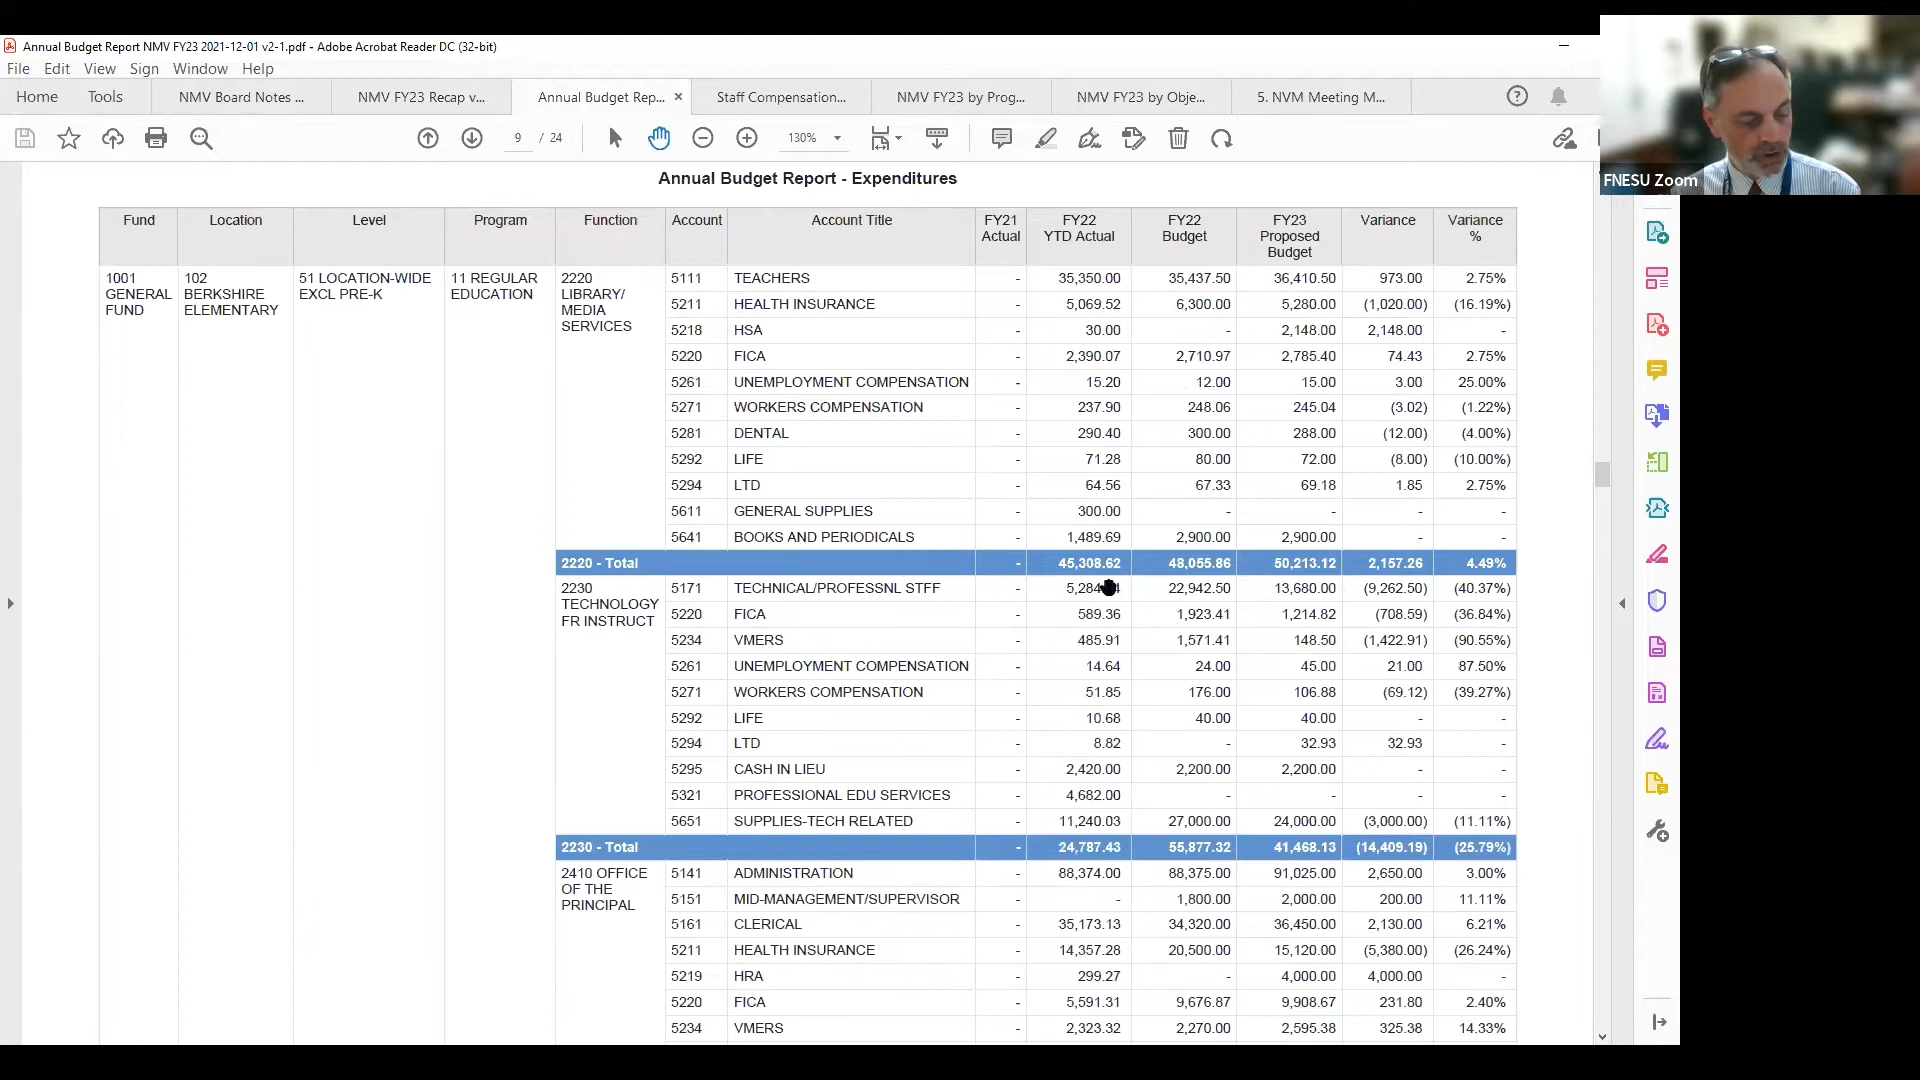 Annual Budget Report NMV FY23 2021-12-01 v2-1.pdf - Adobe Acrobat Reader DC (32-bit)
File Edit View Sign Window Help
Home Tools NMV Board Notes ... NMV FY23 Recap v... Annual Budget Rep... Staff Compensation... NMV FY23 by Prog... NMV FY23 by Obje... 5. NVM Meeting M...
9 / 24 130%
FNESU Zoom
Annual Budget Report - Expenditures
Fund Location Level Program Function Account Account Title FY21 Actual FY22 YTD Actual FY22 Budget FY23 Proposed Budget Variance Variance %
1001 GENERAL FUND 102 BERKSHIRE ELEMENTARY 51 LOCATION-WIDE EXCL PRE-K 11 REGULAR EDUCATION 2220 LIBRARY/ MEDIA SERVICES
5111 TEACHERS - 35,350.00 35,437.50 36,410.50 973.00 2.75%
5211 HEALTH INSURANCE - 5,069.52 6,300.00 5,280.00 (1,020.00) (16.19%)
5218 HSA - 30.00 - 2,148.00 2,148.00 -
5220 FICA - 2,390.07 2,710.97 2,785.40 74.43 2.75%
5261 UNEMPLOYMENT COMPENSATION - 15.20 12.00 15.00 3.00 25.00%
5271 WORKERS COMPENSATION - 237.90 248.06 245.04 (3.02) (1.22%)
5281 DENTAL - 290.40 300.00 288.00 (12.00) (4.00%)
5292 LIFE - 71.28 80.00 72.00 (8.00) (10.00%)
5294 LTD - 64.56 67.33 69.18 1.85 2.75%
5611 GENERAL SUPPLIES - 300.00 - - - -
5641 BOOKS AND PERIODICALS - 1,489.69 2,900.00 2,900.00 - -
2220 - Total - 45,308.62 48,055.86 50,213.12 2,157.26 4.49%
2230 TECHNOLOGY FR INSTRUCT
5171 TECHNICAL/PROFESSNL STFF - 22,942.50 13,680.00 (9,262.50) (40.37%)
5220 FICA - 589.36 1,923.41 1,214.82 (708.59) (36.84%)
5234 VMERS - 485.91 1,571.41 148.50 (1,422.91) (90.55%)
5261 UNEMPLOYMENT COMPENSATION - 14.64 24.00 45.00 21.00 87.50%
5271 WORKERS COMPENSATION - 51.85 176.00 106.88 (69.12) (39.27%)
5292 LIFE - 10.68 40.00 40.00 - -
5294 LTD - 8.82 - 32.93 32.93 -
5295 CASH IN LIEU - 2,420.00 2,200.00 2,200.00 - -
5321 PROFESSIONAL EDU SERVICES - 4,682.00 - - - -
5651 SUPPLIES-TECH RELATED - 11,240.03 27,000.00 24,000.00 (3,000.00) (11.11%)
2230 - Total - 24,787.43 55,877.32 41,468.13 (14,409.19) (25.79%)
2410 OFFICE OF THE PRINCIPAL
5141 ADMINISTRATION - 88,374.00 88,375.00 91,025.00 2,650.00 3.00%
5151 MID-MANAGEMENT/SUPERVISOR - - 1,800.00 2,000.00 200.00 11.11%
5161 CLERICAL - 35,173.13 34,320.00 36,450.00 2,130.00 6.21%
5211 HEALTH INSURANCE - 14,357.28 20,500.00 15,120.00 (5,380.00) (26.24%)
5219 HRA - 299.27 - 4,000.00 4,000.00 -
5220 FICA - 5,591.31 9,676.87 9,908.67 231.80 2.40%
5234 VMERS - 2,323.32 2,270.00 2,595.38 325.38 14.33%